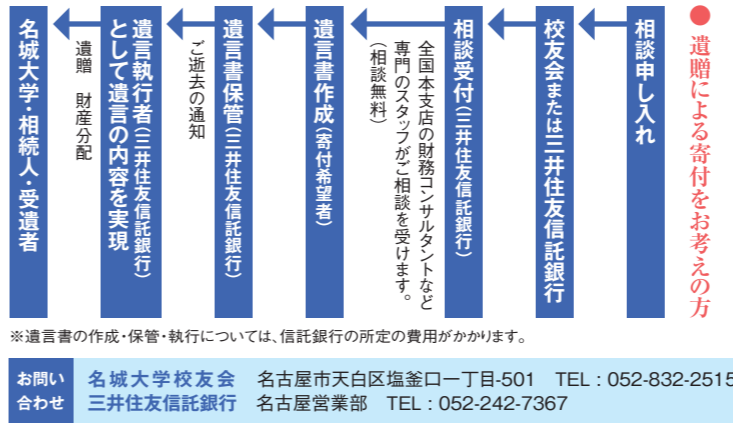 ● 遺贈による寄付をお考えの方
相談申し入れ
校友会または三井住友信託銀行
相談受付(三井住友信託銀行)
全国本支店の財務コンサルタントなど
専門のスタッフがご相談を受けます。
(相談無料)
遺言書作成(寄付希望者)
遺言書保管(三井住友信託銀行)
ご逝去の通知
遺言執行者(三井住友信託銀行)
として遺言の内容を実現
遺贈 財産分配
名城大学・相続人・受遺者
※遺言書の作成・保管・執行については、信託銀行の所定の費用がかかります。
お問い
合わせ
名城大学校友会 名古屋市天白区塩釜口一丁目-501 TEL:052-832-2515
三井住友信託銀行 名古屋営業部 TEL:052-242-7367